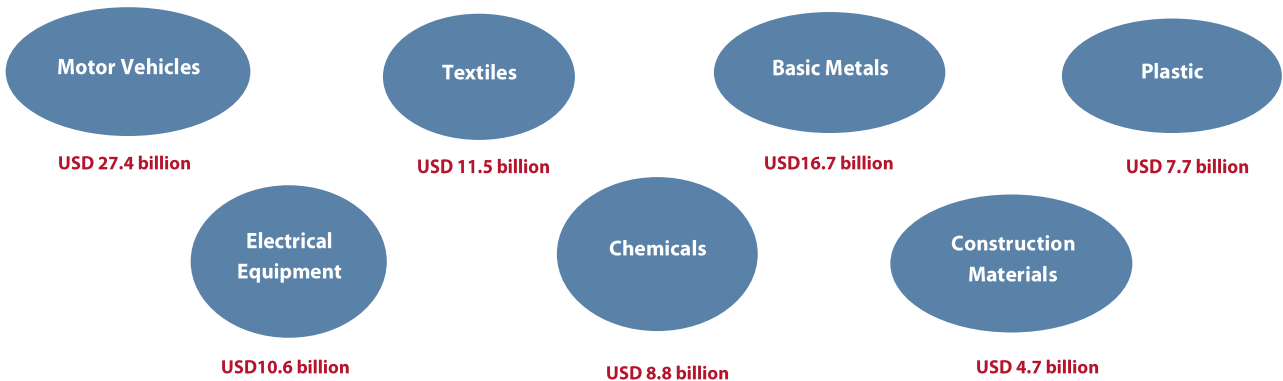 Motor Vehicles
USD 27.4 billion
Textiles
USD 11.5 billion
Basic Metals
USD16.7 billion
Plastic
USD 7.7 billion
Electrical
Equipment
USD10.6 billion
Chemicals
USD 8.8 billion
Construction
Materials
USD 4.7 billion